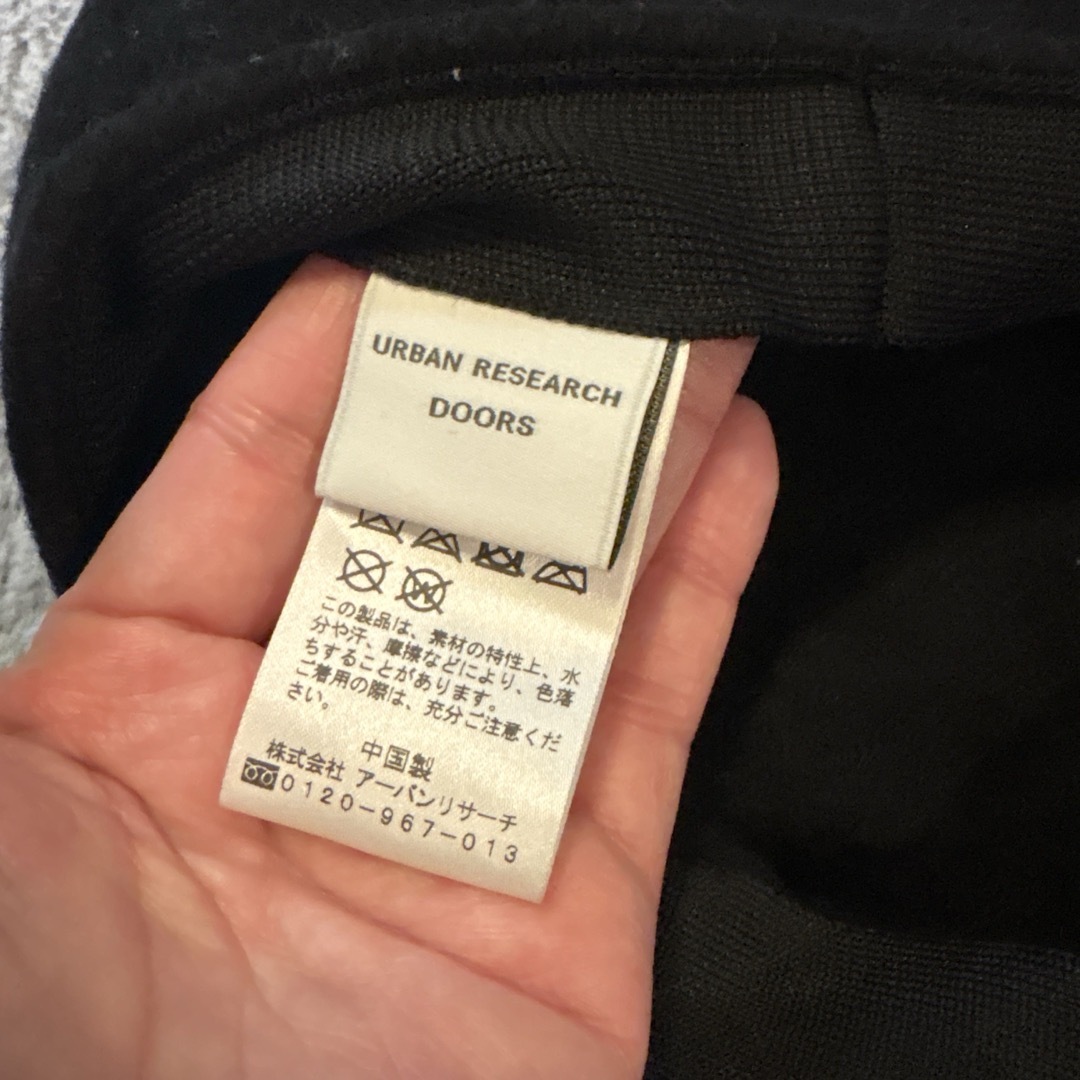 URBAN RESEARCH
DOORS
W
この製品は、素材の特性上、水
分や汗、摩擦などにより、色落
ちすることがあります。
ご着用の際は、充分ご注意くだ
さい。
中国製
株式会社 アーバンリサーチ
0120-967-013